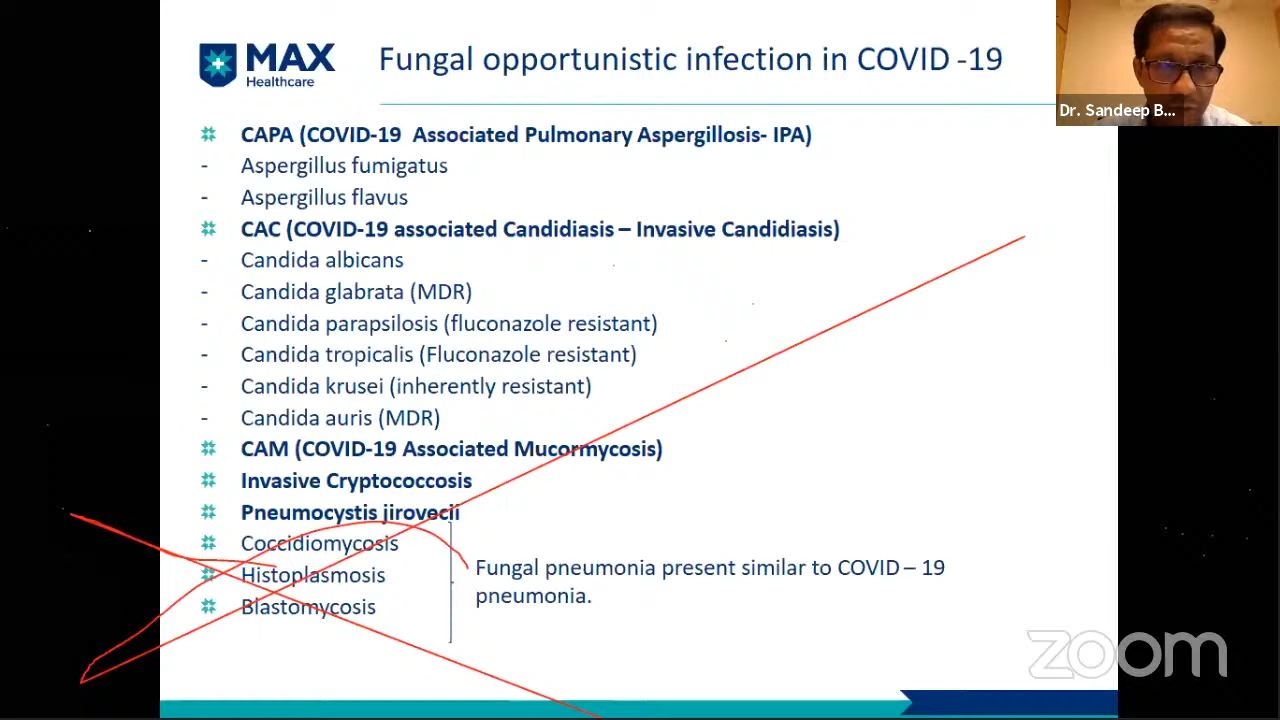 MAX
Healthcare
Fungal opportunistic infection in COVID -19
Dr. Sandeep B...
CAPA (COVID-19 Associated Pulmonary Aspergillosis- IPA)
- Aspergillus fumigatus
- Aspergillus flavus
CAC (COVID-19 associated Candidiasis – Invasive Candidiasis)
- Candida albicans
- Candida glabrata (MDR)
- Candida parapsilosis (fluconazole resistant)
- Candida tropicalis (Fluconazole resistant)
- Candida krusei (inherently resistant)
- Candida auris (MDR)
CAM (COVID-19 Associated Mucormycosis)
Invasive Cryptococcosis
Pneumocystis jirovecii
Coccidiomycosis
Histoplasmosis
Blastomycosis
Fungal pneumonia present similar to COVID – 19
pneumonia.
zoom